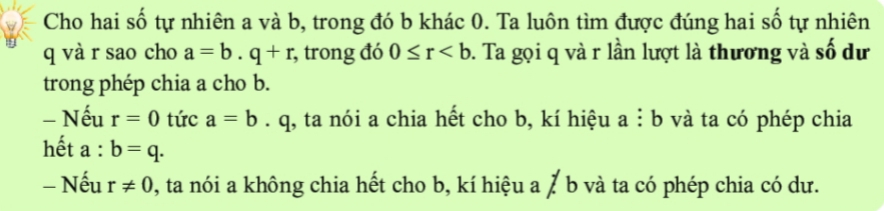 Cho hai số tự nhiên a và b, trong đó b khác 0. Ta luôn tìm được đúng hai số tự nhiên
q và r sao cho a = b . q + r, trong đó 0 ≤ r < b. Ta gọi q và r lần lượt là thương và số dư
trong phép chia a cho b.
– Nếu r = 0 tức a = b . q, ta nói a chia hết cho b, kí hiệu a ⋮ b và ta có phép chia
hết a : b = q.
– Nếu r ≠ 0, ta nói a không chia hết cho b, kí hiệu a ⋮̸ b và ta có phép chia có dư.